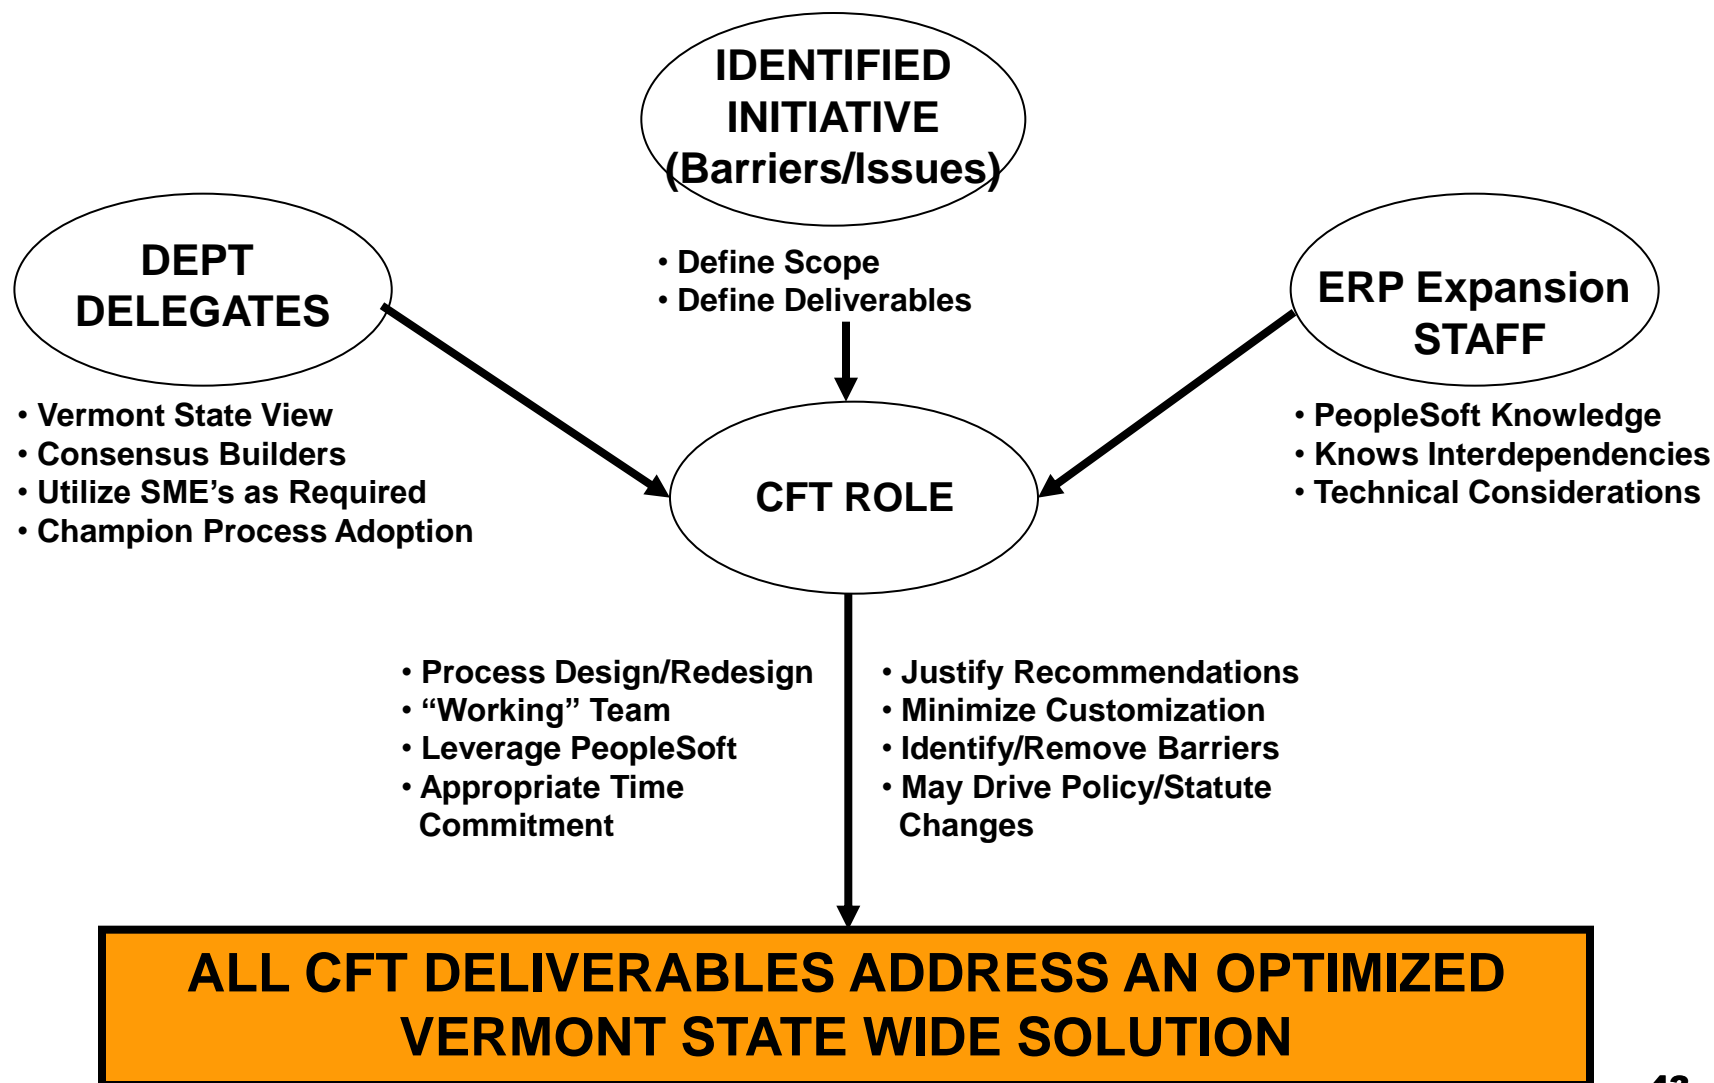 IDENTIFIED
INITIATIVE
(Barriers/Issues)
• Define Scope
• Define Deliverables
DEPT
DELEGATES
• Vermont State View
• Consensus Builders
• Utilize SME’s as Required
• Champion Process Adoption
ERP Expansion
STAFF
• PeopleSoft Knowledge
• Knows Interdependencies
• Technical Considerations
CFT ROLE
• Process Design/Redesign
• “Working” Team
• Leverage PeopleSoft
• Appropriate Time
Commitment
• Justify Recommendations
• Minimize Customization
• Identify/Remove Barriers
• May Drive Policy/Statute
Changes
ALL CFT DELIVERABLES ADDRESS AN OPTIMIZED
VERMONT STATE WIDE SOLUTION